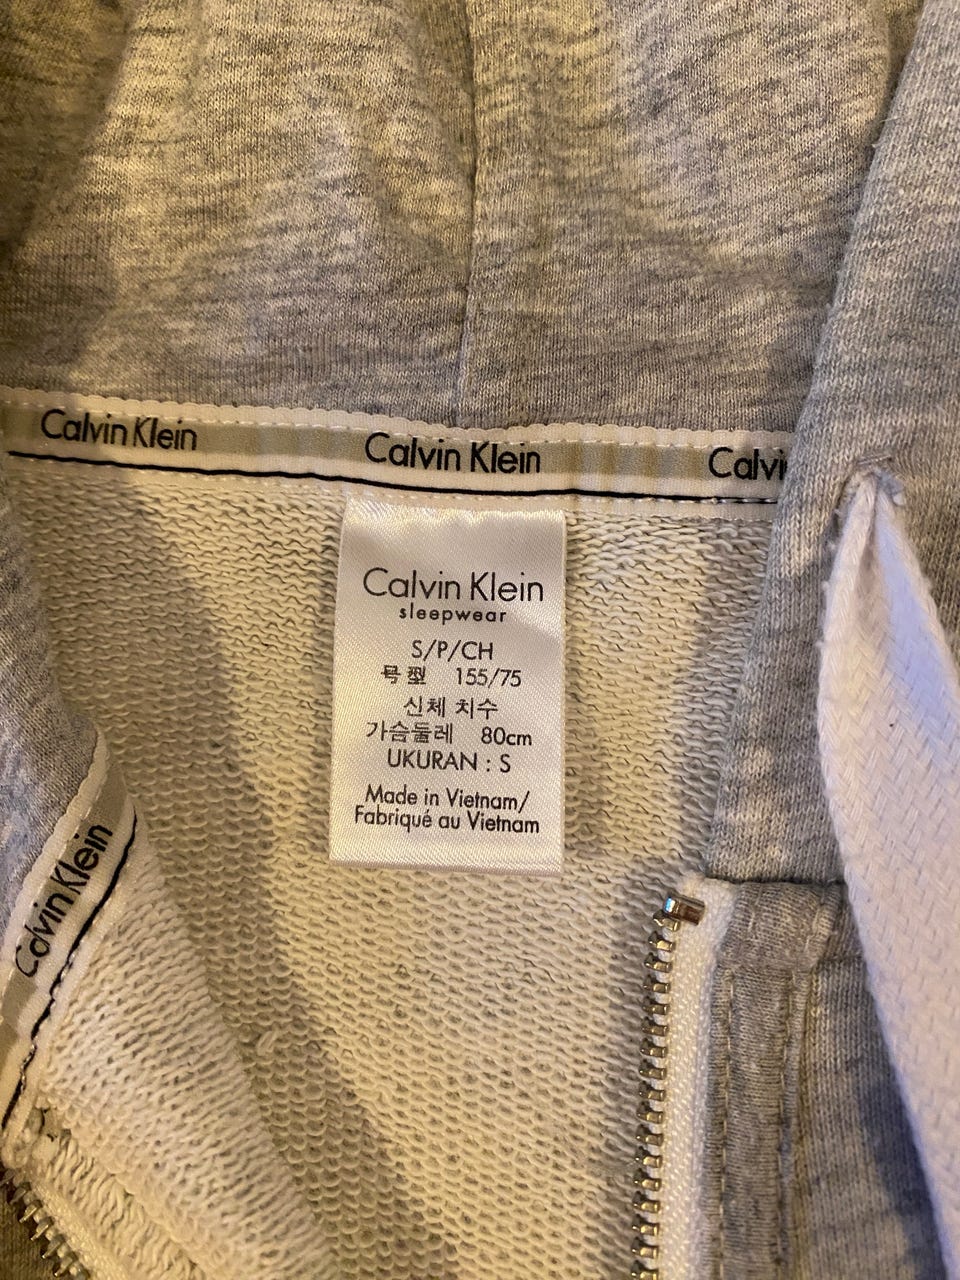 Calvin Klein
Calvin Klein
Calvi
Calvin Klein
sleepwear
S/P/CH
号型 155/75
신체 치수
가슴둘레 80cm
UKURAN : S
Made in Vietnam/
Fabriqué au Vietnam
Calvin Klein